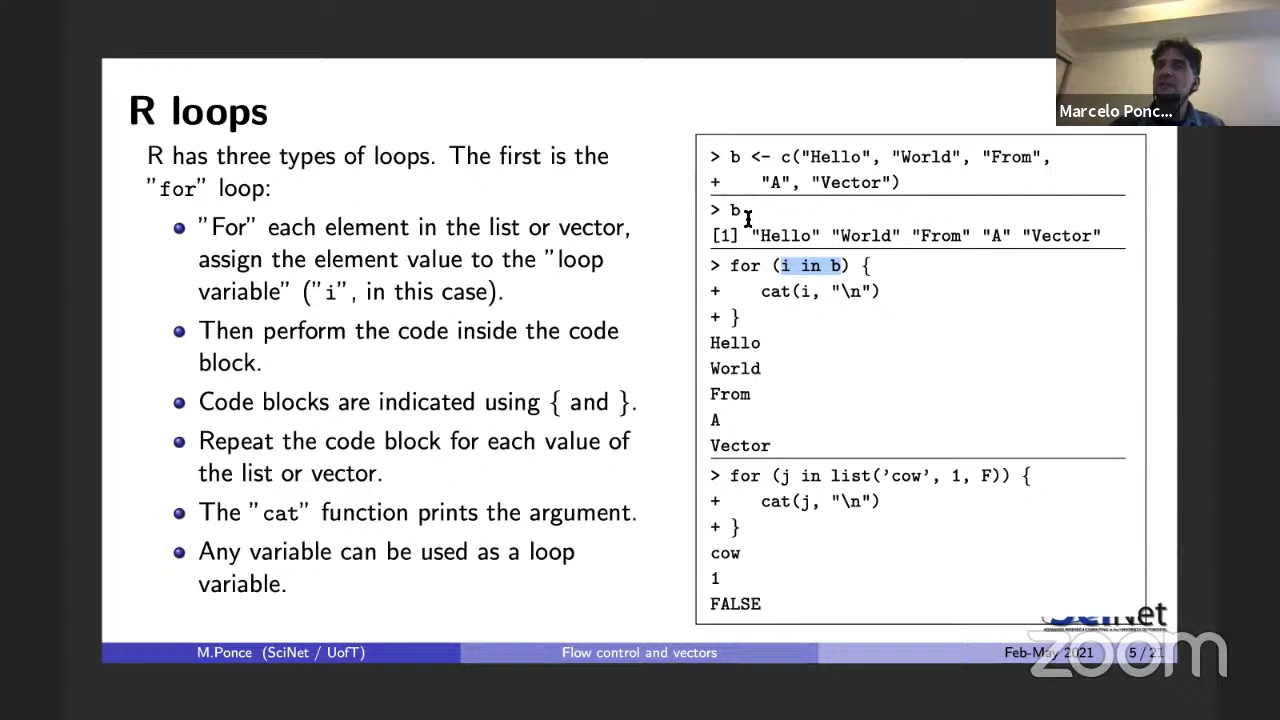 Marcelo Ponc...
R loops
R has three types of loops. The first is the
"for" loop:
"For" each element in the list or vector,
assign the element value to the "loop
variable" ("i", in this case).
Then perform the code inside the code
block.
Code blocks are indicated using { and }.
Repeat the code block for each value of
the list or vector.
The "cat" function prints the argument.
Any variable can be used as a loop
variable.
> b <- c("Hello", "World", "From",
+    "A", "Vector")
> b
[1] "Hello" "World" "From" "A" "Vector"
> for (i in b) {
+    cat(i, "\n")
+ }
Hello
World
From
A
Vector
> for (j in list('cow', 1, F)) {
+    cat(j, "\n")
+ }
cow
1
FALSE
SciNet
M.Ponce (SciNet / UofT)
Flow control and vectors
Feb-May 2021
5 / 21
zoom